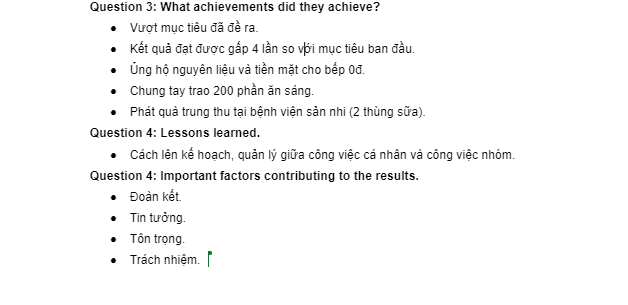 Question 3: What achievements did they achieve?
● Vượt mục tiêu đã đề ra.
● Kết quả đạt được gấp 4 lần so với mục tiêu ban đầu.
● Ủng hộ nguyên liệu và tiền mặt cho bếp 0đ.
● Chung tay trao 200 phần ăn sáng.
● Phát quà trung thu tại bệnh viện sản nhi (2 thùng sữa).
Question 4: Lessons learned.
● Cách lên kế hoạch, quản lý giữa công việc cá nhân và công việc nhóm.
Question 4: Important factors contributing to the results.
● Đoàn kết.
● Tin tưởng.
● Tôn trọng.
● Trách nhiệm.